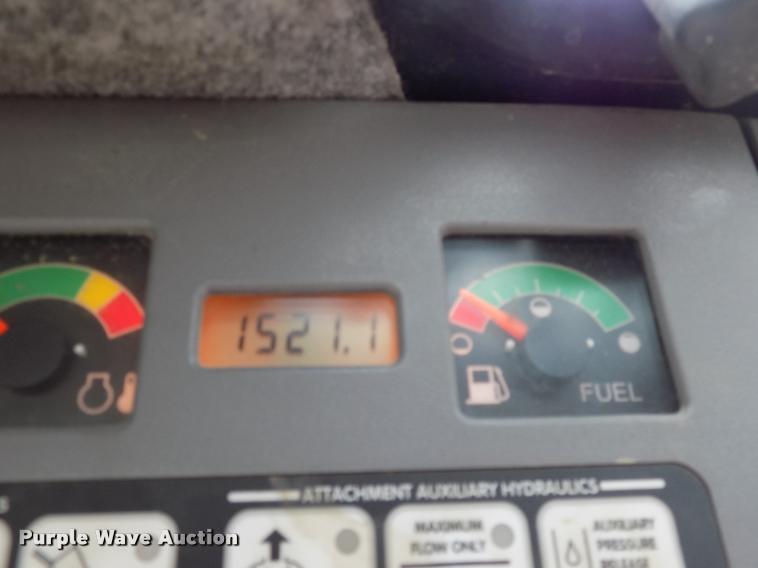 1521.1
FUEL
ATTACHMENT AUXILIARY HYDRAULICS
MAXIMUM
FLOW ONLY
AUXILIARY
PRESSURE
RELEASE
Purple Wave Auction